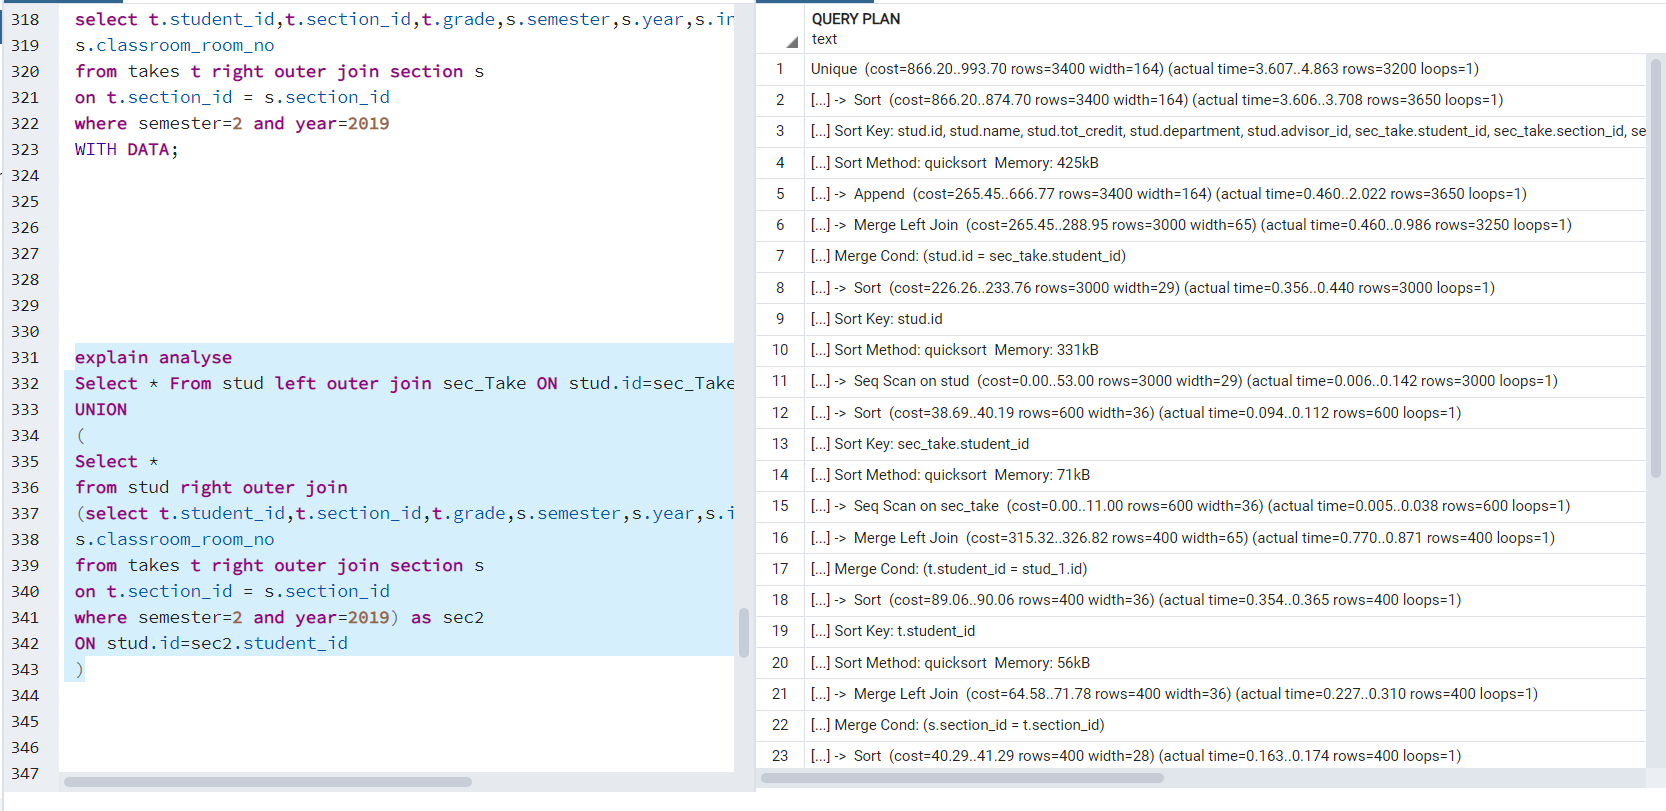 318 select t.student_id,t.section_id,t.grade,s.semester,s.year,s.in
319 s.classroom_room_no
320 from takes t right outer join section s
321 on t.section_id = s.section_id
322 where semester=2 and year=2019
323 WITH DATA;
324
325
326
327
328
329
330
331 explain analyse
332 Select * From stud left outer join sec_Take ON stud.id=sec_Take
333 UNION
334 (
335 Select *
336 from stud right outer join
337 (select t.student_id,t.section_id,t.grade,s.semester,s.year,s.i
338 s.classroom_room_no
339 from takes t right outer join section s
340 on t.section_id = s.section_id
341 where semester=2 and year=2019) as sec2
342 ON stud.id=sec2.student_id
343 )
344
345
346
347
QUERY PLAN
text
1 Unique (cost=866.20..993.70 rows=3400 width=164) (actual time=3.607..4.863 rows=3200 loops=1)
2 [...] -> Sort (cost=866.20..874.70 rows=3400 width=164) (actual time=3.606..3.708 rows=3650 loops=1)
3 [...] Sort Key: stud.id, stud.name, stud.tot_credit, stud.department, stud.advisor_id, sec_take.student_id, sec_take.section_id, se
4 [...] Sort Method: quicksort Memory: 425kB
5 [...] -> Append (cost=265.45..666.77 rows=3400 width=164) (actual time=0.460..2.022 rows=3650 loops=1)
6 [...] -> Merge Left Join (cost=265.45..288.95 rows=3000 width=65) (actual time=0.460..0.986 rows=3250 loops=1)
7 [...] Merge Cond: (stud.id = sec_take.student_id)
8 [...] -> Sort (cost=226.26..233.76 rows=3000 width=29) (actual time=0.356..0.440 rows=3000 loops=1)
9 [...] Sort Key: stud.id
10 [...] Sort Method: quicksort Memory: 331kB
11 [...] -> Seq Scan on stud (cost=0.00..53.00 rows=3000 width=29) (actual time=0.006..0.142 rows=3000 loops=1)
12 [...] -> Sort (cost=38.69..40.19 rows=600 width=36) (actual time=0.094..0.112 rows=600 loops=1)
13 [...] Sort Key: sec_take.student_id
14 [...] Sort Method: quicksort Memory: 71kB
15 [...] -> Seq Scan on sec_take (cost=0.00..11.00 rows=600 width=36) (actual time=0.005..0.038 rows=600 loops=1)
16 [...] -> Merge Left Join (cost=315.32..326.82 rows=400 width=65) (actual time=0.770..0.871 rows=400 loops=1)
17 [...] Merge Cond: (t.student_id = stud_1.id)
18 [...] -> Sort (cost=89.06..90.06 rows=400 width=36) (actual time=0.354..0.365 rows=400 loops=1)
19 [...] Sort Key: t.student_id
20 [...] Sort Method: quicksort Memory: 56kB
21 [...] -> Merge Left Join (cost=64.58..71.78 rows=400 width=36) (actual time=0.227..0.310 rows=400 loops=1)
22 [...] Merge Cond: (s.section_id = t.section_id)
23 [...] -> Sort (cost=40.29..41.29 rows=400 width=28) (actual time=0.163..0.174 rows=400 loops=1)